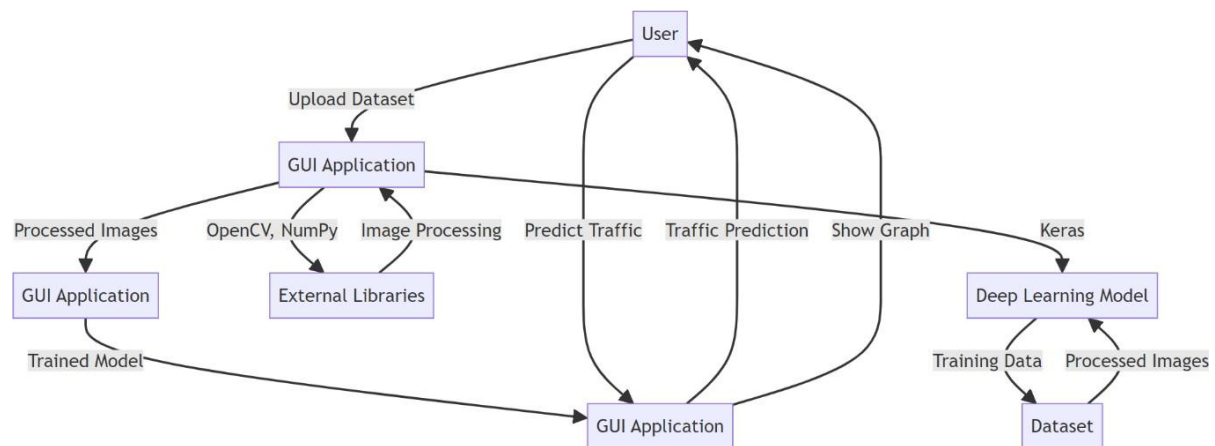 User
Upload Dataset
GUI Application
Processed Images
OpenCV, NumPy
Image Processing
Predict Traffic
Traffic Prediction
Show Graph
Keras
GUI Application
External Libraries
Deep Learning Model
Trained Model
Training Data
Processed Images
GUI Application
Dataset